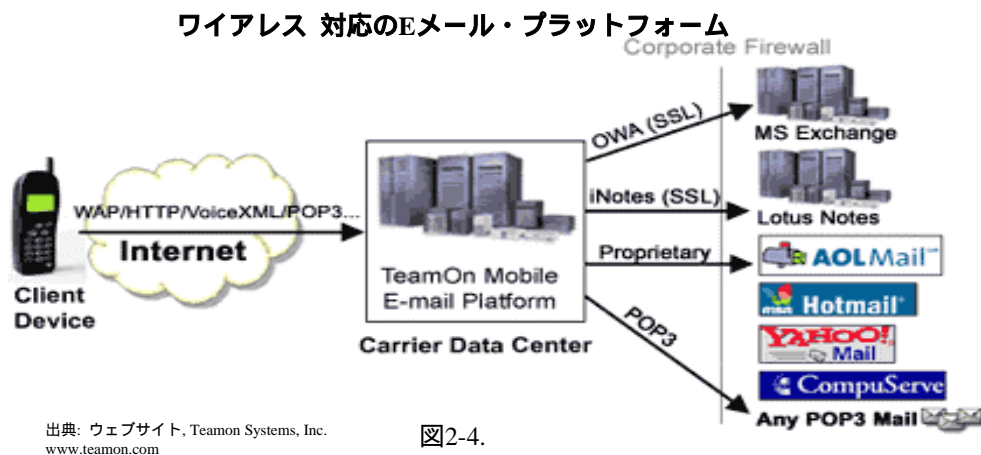 ワイアレス 対応のEメール・プラットフォーム
Corporate Firewall
OWA (SSL)
MS Exchange
WAP/HTTP/VoiceXML/POP3...
Internet
iNotes (SSL)
Lotus Notes
Proprietary
AOL Mail
TeamOn Mobile
E-mail Platform
Client
Device
msn Hotmail
POP3
YAHOO!
Mail
Carrier Data Center
CompuServe
Any POP3 Mail
出典: ウェブサイト, Teamon Systems, Inc.
www.teamon.com
図2-4.